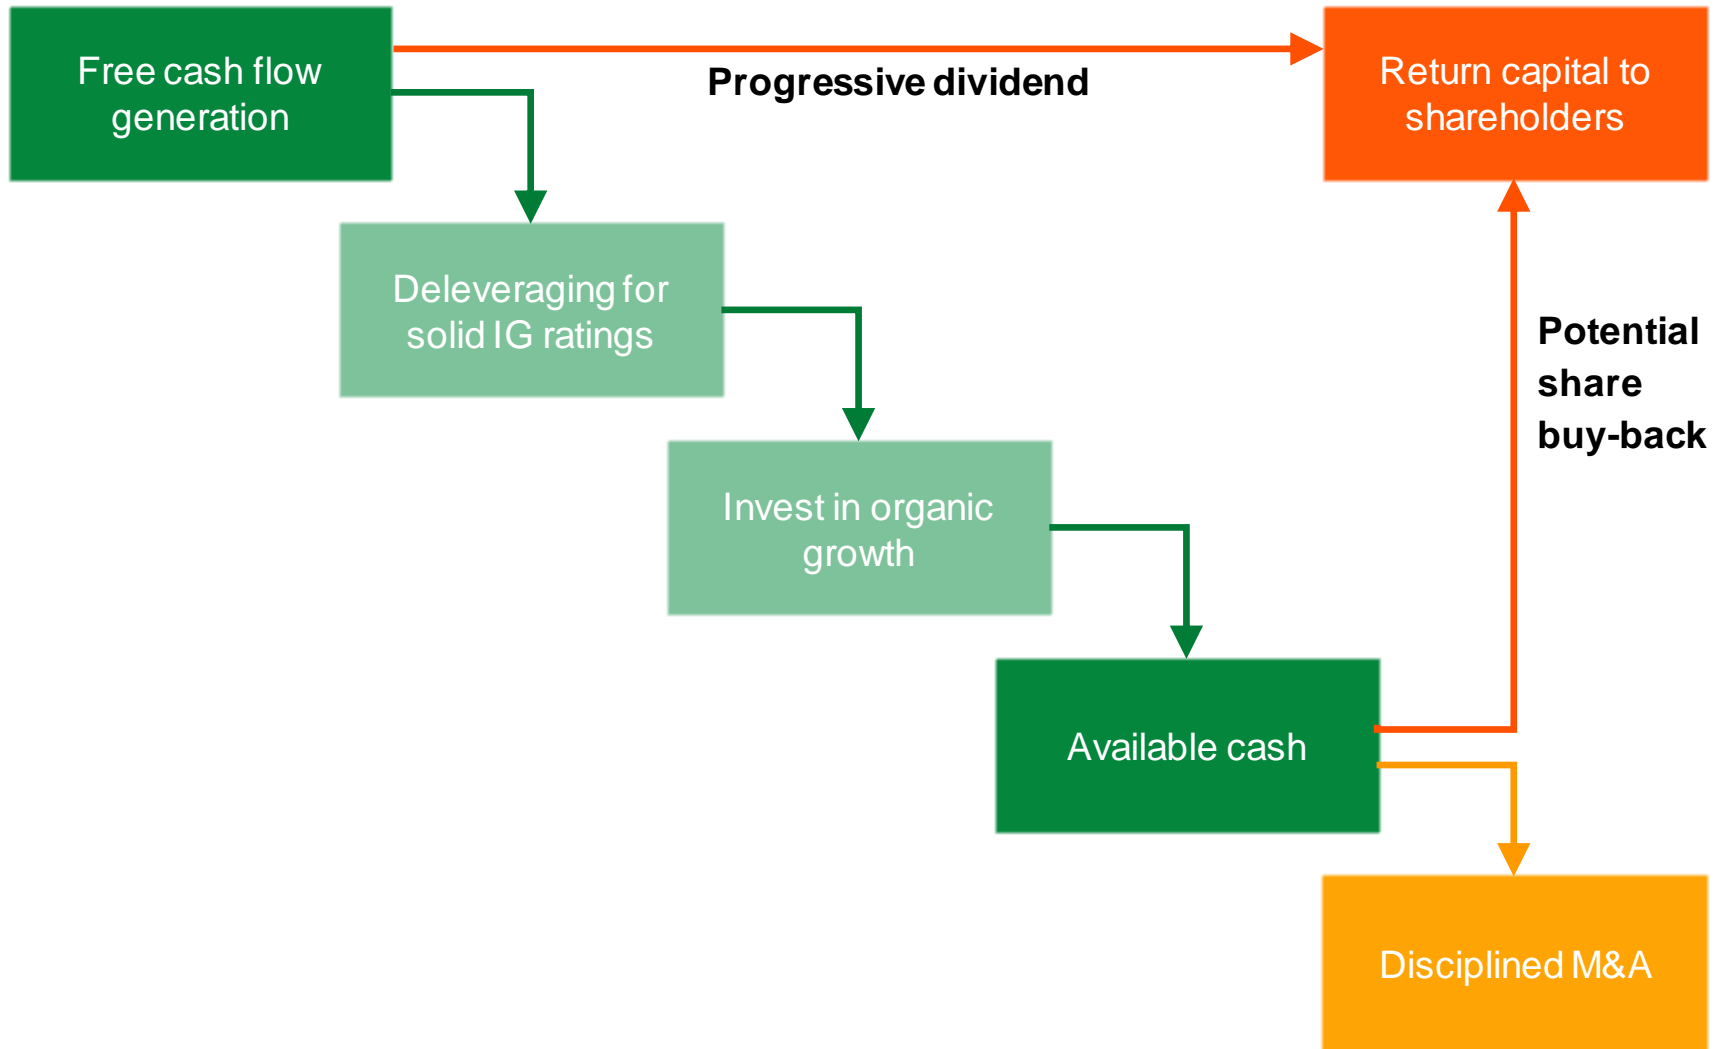 Free cash flow
generation
Progressive dividend
Return capital to
shareholders
Deleveraging for
solid IG ratings
Potential
share
buy-back
Invest in organic
growth
Available cash
Disciplined M&A